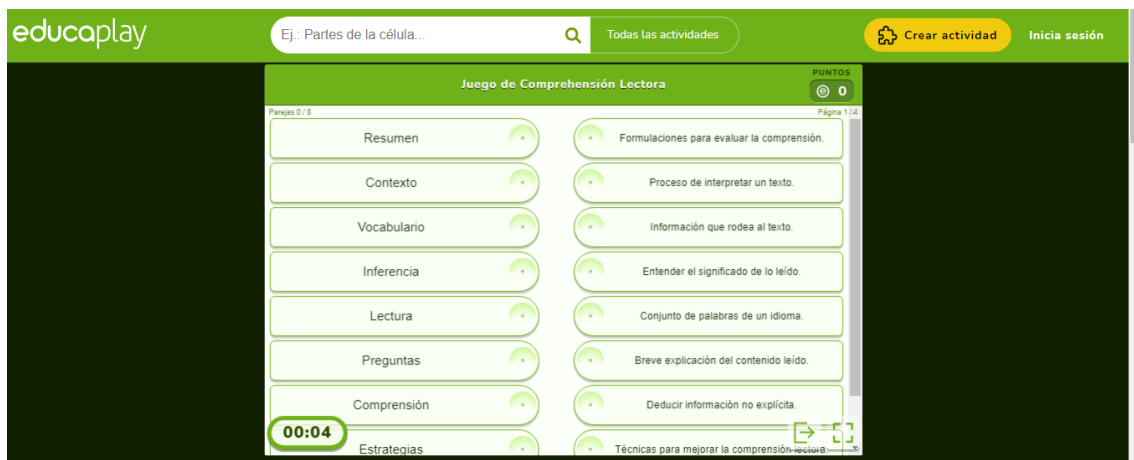 educaplay
Ej.: Partes de la célula...
Todas las actividades
Crear actividad
Inicia sesión
Juego de Comprehensión Lectora
PUNTOS
0
Parejas 0 / 8
Página 1 / 4
Resumen
Formulaciones para evaluar la comprensión.
Contexto
Proceso de interpretar un texto.
Vocabulario
Información que rodea al texto.
Inferencia
Entender el significado de lo leído.
Lectura
Conjunto de palabras de un idioma.
Preguntas
Breve explicación del contenido leído.
Comprensión
Deducir información no explícita.
00:04
Estrategias
Técnicas para mejorar la comprensión lectora.